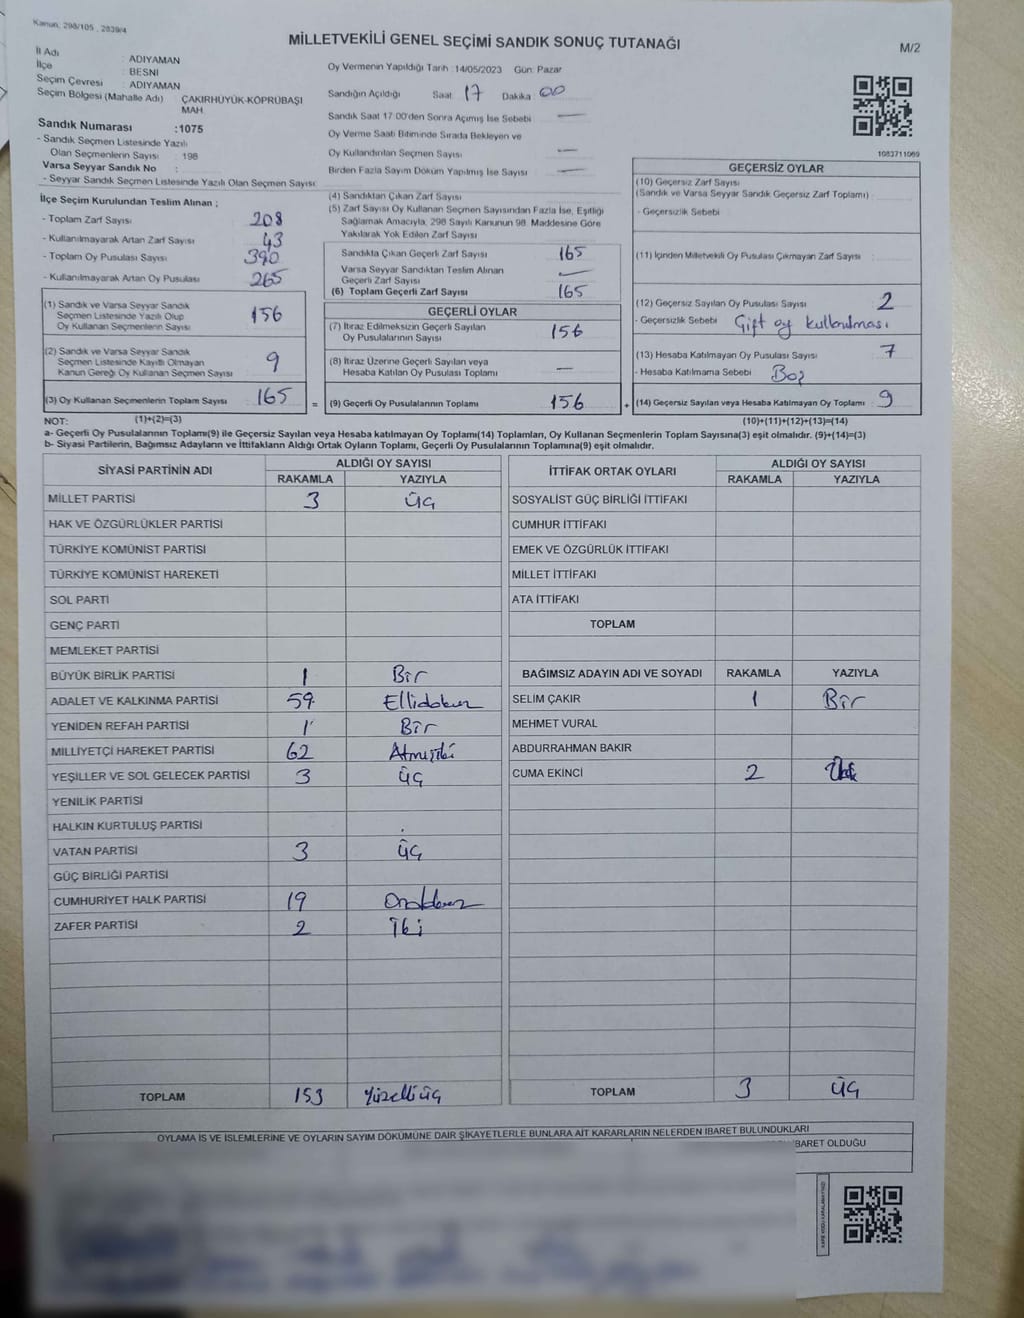 Kanun, 298/105 , 2839/4
MİLLETVEKİLİ GENEL SEÇİMİ SANDIK SONUÇ TUTANAĞI
M/2
İl Adı : ADIYAMAN
İlçe : BESNİ
Seçim Çevresi : ADIYAMAN
Seçim Bölgesi (Mahalle Adı) ÇAKIRHÜYÜK-KÖPRÜBAŞI MAH.
Sandık Numarası :1075
- Sandık Seçmen Listesinde Yazılı
Olan Seçmenlerin Sayısı : 198
Varsa Seyyar Sandık No :
- Seyyar Sandık Seçmen Listesinde Yazılı Olan Seçmen Sayısı:
İlçe Seçim Kurulundan Teslim Alınan ;
- Toplam Zarf Sayısı 208
- Kullanılmayarak Artan Zarf Sayısı 43
- Toplam Oy Pusulası Sayısı 390
- Kullanılmayarak Artan Oy Pusulası 265
(1) Sandık ve Varsa Seyyar Sandık
Seçmen Listesinde Yazılı Olup
Oy Kullanan Seçmenlerin Sayısı 156
(2) Sandık ve Varsa Seyyar Sandık
Seçmen Listesinde Kayıtlı Olmayan
Kanun Gereği Oy Kullanan Seçmen Sayısı 9
(3) Oy Kullanan Seçmenlerin Toplam Sayısı 165
Oy Vermenin Yapıldığı Tarih :14/05/2023 Gün: Pazar
Sandığın Açıldığı Saat 17 Dakika 00
Sandık Saat 17:00'den Sonra Açılmış İse Sebebi —
Oy Verme Saati Bitiminde Sırada Bekleyen ve
Oy Kullandırılan Seçmen Sayısı —
Birden Fazla Sayım Döküm Yapılmış İse Sayısı —
(4) Sandıktan Çıkan Zarf Sayısı
(5) Zarf Sayısı Oy Kullanan Seçmen Sayısından Fazla İse, Eşitliği
Sağlamak Amacıyla, 298 Sayılı Kanunun 98. Maddesine Göre
Yakılarak Yok Edilen Zarf Sayısı
Sandıkta Çıkan Geçerli Zarf Sayısı 165
Varsa Seyyar Sandıktan Teslim Alınan
Geçerli Zarf Sayısı —
(6) Toplam Geçerli Zarf Sayısı 165
GEÇERLİ OYLAR
(7) İtiraz Edilmeksizin Geçerli Sayılan
Oy Pusulalarının Sayısı 156
(8) İtiraz Üzerine Geçerli Sayılan veya
Hesaba Katılan Oy Pusulası Toplamı —
= (9) Geçerli Oy Pusulalarının Toplamı 156 +
1083711069
GEÇERSİZ OYLAR
(10) Geçersiz Zarf Sayısı
(Sandık ve Varsa Seyyar Sandık Geçersiz Zarf Toplamı) :
- Geçersizlik Sebebi
(11) İçinden Milletvekili Oy Pusulası Çıkmayan Zarf Sayısı :
(12) Geçersiz Sayılan Oy Pusulası Sayısı 2
- Geçersizlik Sebebi Çift oy kullanılması
(13) Hesaba Katılmayan Oy Pusulası Sayısı 7
- Hesaba Katılmama Sebebi Boş
(14) Geçersiz Sayılan veya Hesaba Katılmayan Oy Toplamı 9
NOT: (1)+(2)=(3)
(10)+(11)+(12)+(13)=(14)
a- Geçerli Oy Pusulalarının Toplamı(9) ile Geçersiz Sayılan veya Hesaba katılmayan Oy Toplamı(14) Toplamları, Oy Kullanan Seçmenlerin Toplam Sayısına(3) eşit olmalıdır. (9)+(14)=(3)
b- Siyasi Partilerin, Bağımsız Adayların ve İttifakların Aldığı Ortak Oyların Toplamı, Geçerli Oy Pusulalarının Toplamına(9) eşit olmalıdır.
SİYASİ PARTİNİN ADI
ALDIĞI OY SAYISI
RAKAMLA YAZIYLA
MİLLET PARTİSİ 3 Üç
HAK VE ÖZGÜRLÜKLER PARTİSİ
TÜRKİYE KOMÜNİST PARTİSİ
TÜRKİYE KOMÜNİST HAREKETİ
SOL PARTİ
GENÇ PARTİ
MEMLEKET PARTİSİ
BÜYÜK BİRLİK PARTİSİ 1 Bir
ADALET VE KALKINMA PARTİSİ 59 Ellidokuz
YENİDEN REFAH PARTİSİ 1 Bir
MİLLİYETÇİ HAREKET PARTİSİ 62 Atmışiki
YEŞİLLER VE SOL GELECEK PARTİSİ 3 Üç
YENİLİK PARTİSİ
HALKIN KURTULUŞ PARTİSİ
VATAN PARTİSİ 3 Üç
GÜÇ BİRLİĞİ PARTİSİ
CUMHURİYET HALK PARTİSİ 19 Ondokuz
ZAFER PARTİSİ 2 İki
TOPLAM 153 Yüzelliüç
İTTİFAK ORTAK OYLARI
ALDIĞI OY SAYISI
RAKAMLA YAZIYLA
SOSYALİST GÜÇ BİRLİĞİ İTTİFAKI
CUMHUR İTTİFAKI
EMEK VE ÖZGÜRLÜK İTTİFAKI
MİLLET İTTİFAKI
ATA İTTİFAKI
TOPLAM
BAĞIMSIZ ADAYIN ADI VE SOYADI RAKAMLA YAZIYLA
SELİM ÇAKIR 1 Bir
MEHMET VURAL
ABDURRAHMAN BAKIR
CUMA EKİNCİ 2
TOPLAM 3 Üç
OYLAMA İŞ VE İŞLEMLERİNE VE OYLARIN SAYIM DÖKÜMÜNE DAİR ŞİKAYETLERLE BUNLARA AİT KARARLARIN NELERDEN İBARET BULUNDUKLARI
İBARET OLDUĞU